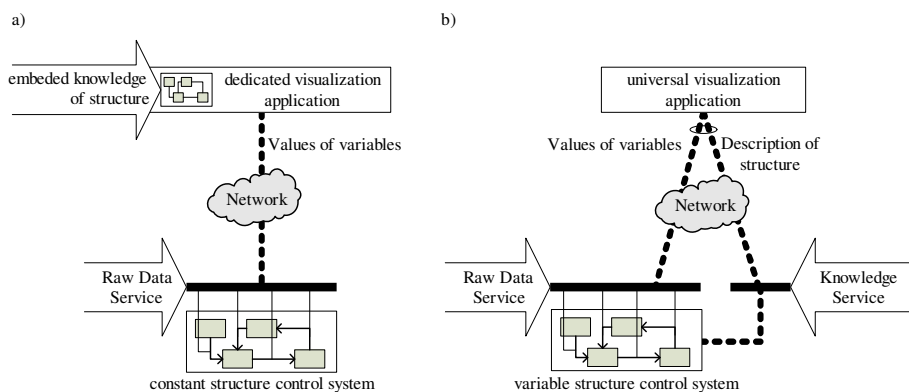 a)
embeded knowledge
of structure
dedicated visualization
application
Values of variables
Network
Raw Data
Service
constant structure control system
b)
universal visualization
application
Values of variables
Description of
structure
Network
Raw Data
Service
Knowledge
Service
variable structure control system